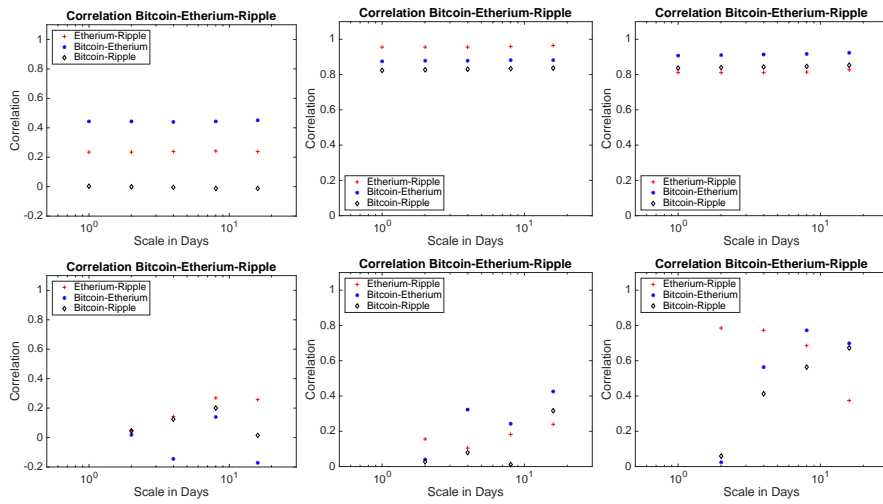 Correlation Bitcoin-Etherium-Ripple
1
0.8
0.6
0.4
0.2
0
-0.2
Correlation
Etherium-Ripple
Bitcoin-Etherium
Bitcoin-Ripple
10^0
10^1
Scale in Days
Correlation Bitcoin-Etherium-Ripple
1
0.8
0.6
0.4
0.2
0
Correlation
Etherium-Ripple
Bitcoin-Etherium
Bitcoin-Ripple
10^0
10^1
Scale in Days
Correlation Bitcoin-Etherium-Ripple
1
0.8
0.6
0.4
0.2
0
Correlation
Etherium-Ripple
Bitcoin-Etherium
Bitcoin-Ripple
10^0
10^1
Scale in Days
Correlation Bitcoin-Etherium-Ripple
1
0.8
0.6
0.4
0.2
0
-0.2
Correlation
Etherium-Ripple
Bitcoin-Etherium
Bitcoin-Ripple
10^0
10^1
Scale in Days
Correlation Bitcoin-Etherium-Ripple
1
0.8
0.6
0.4
0.2
0
Correlation
Etherium-Ripple
Bitcoin-Etherium
Bitcoin-Ripple
10^0
10^1
Scale in Days
Correlation Bitcoin-Etherium-Ripple
1
0.8
0.6
0.4
0.2
0
Correlation
Etherium-Ripple
Bitcoin-Etherium
Bitcoin-Ripple
10^0
10^1
Scale in Days